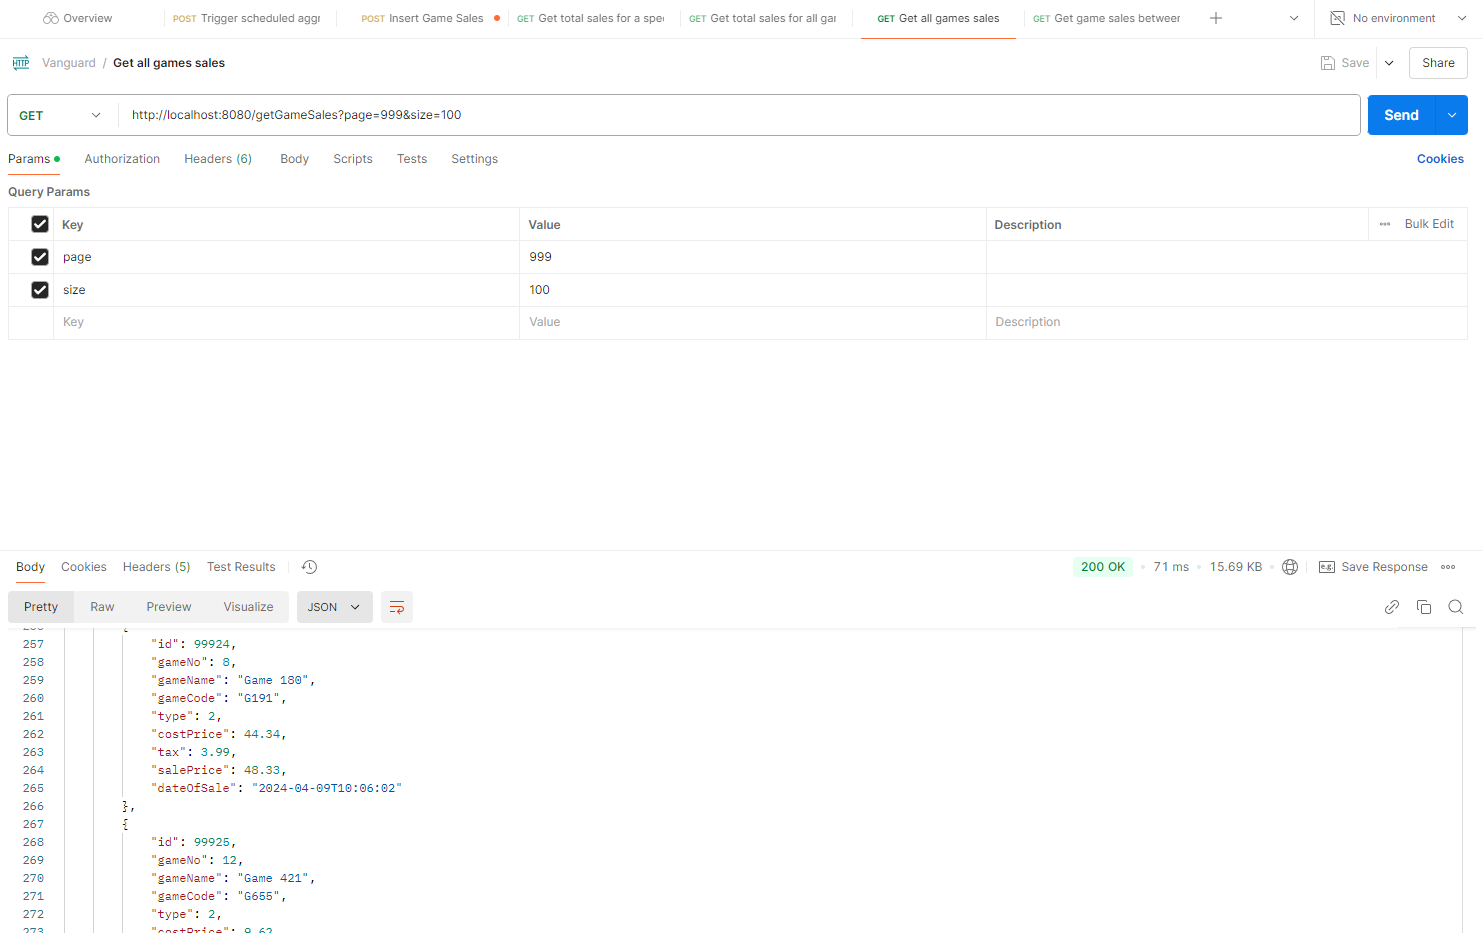 Overview POST Trigger scheduled aggr POST Insert Game Sales GET Get total sales for a spe GET Get total sales for all gar GET Get all games sales GET Get game sales between No environment
HTTP Vanguard / Get all games sales Save Share
GET http://localhost:8080/getGameSales?page=999&size=100 Send
Params Authorization Headers (6) Body Scripts Tests Settings Cookies
Query Params
Key Value Description Bulk Edit
page 999
size 100
Key Value Description
Body Cookies Headers (5) Test Results 200 OK 71 ms 15.69 KB e.g. Save Response
Pretty Raw Preview Visualize JSON
{
257 "id": 99924,
258 "gameNo": 8,
259 "gameName": "Game 180",
260 "gameCode": "G191",
261 "type": 2,
262 "costPrice": 44.34,
263 "tax": 3.99,
264 "salePrice": 48.33,
265 "dateOfSale": "2024-04-09T10:06:02"
266 },
267 {
268 "id": 99925,
269 "gameNo": 12,
270 "gameName": "Game 421",
271 "gameCode": "G655",
272 "type": 2,
273 "costPrice": 9.62,